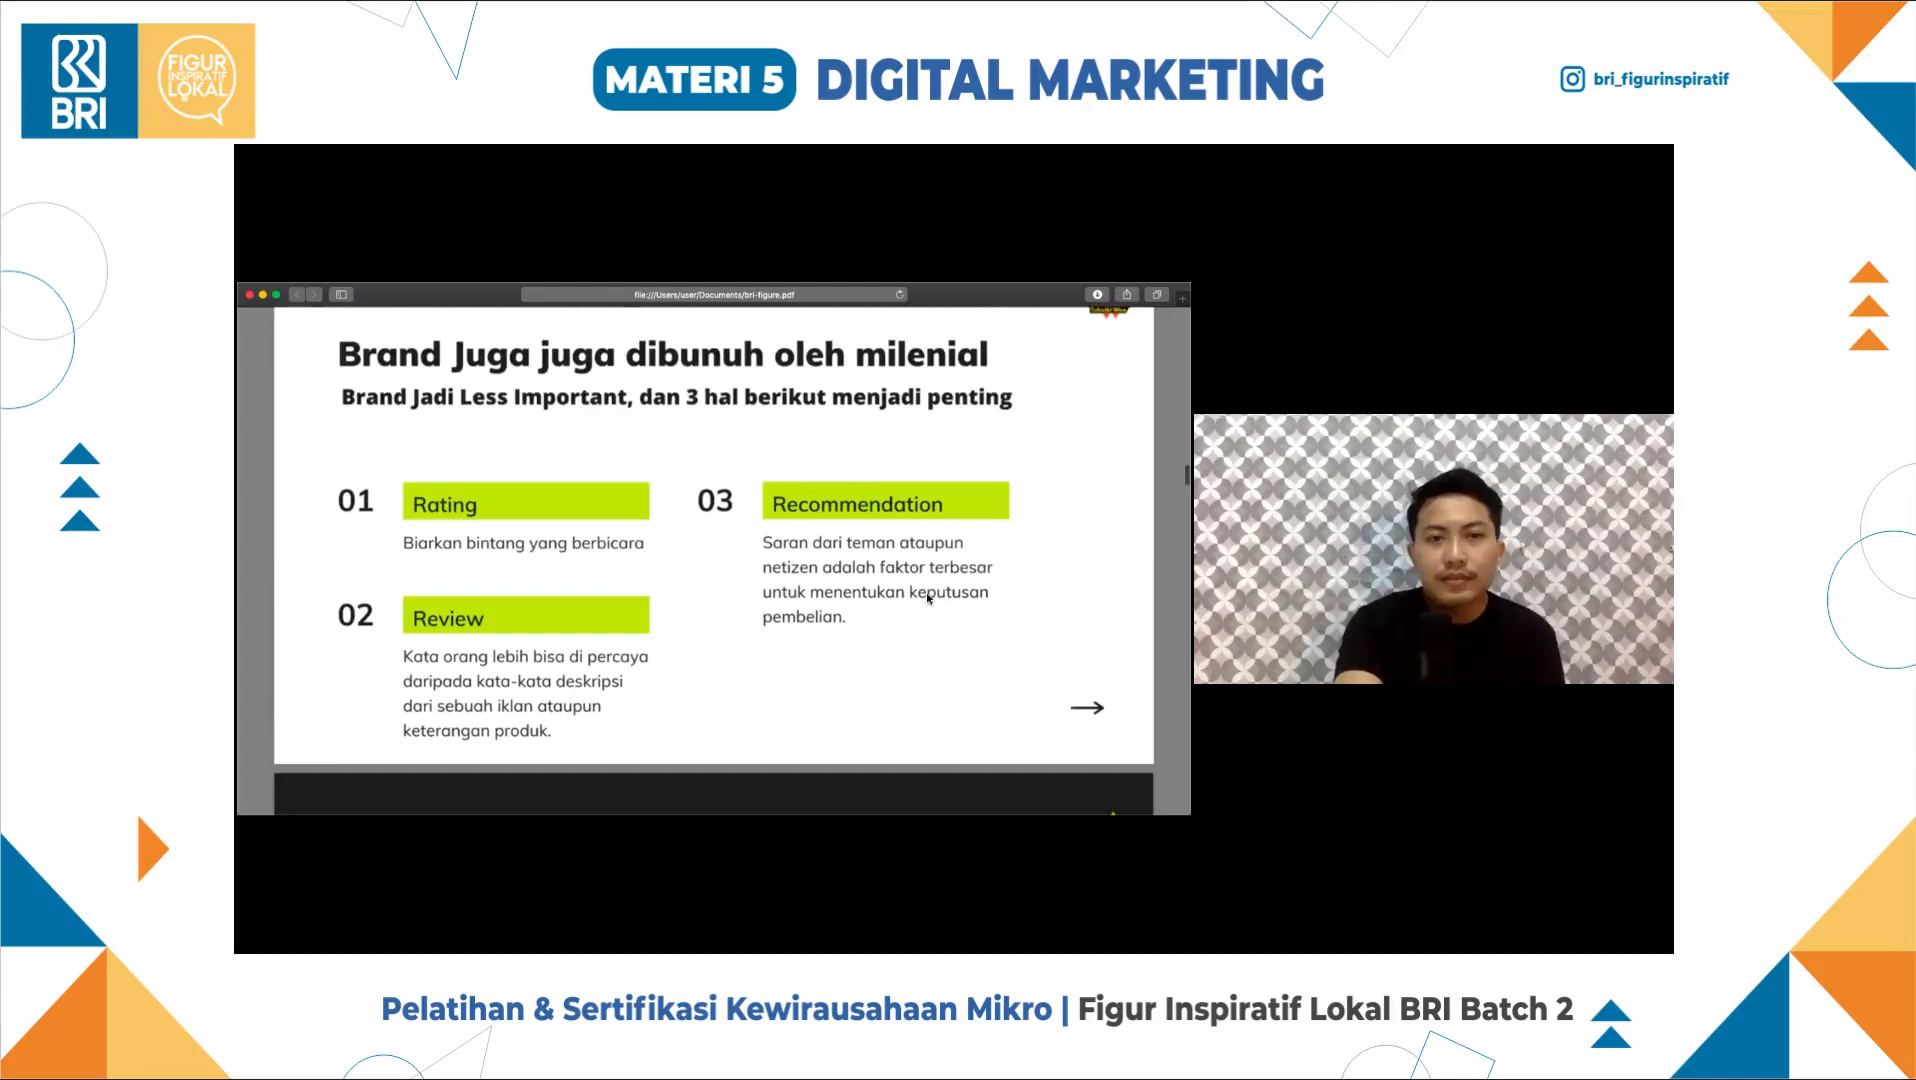 BRI
FIGUR
INSPIRATIF
LOKAL
MATERI 5 DIGITAL MARKETING
bri_figurinspiratif
file:///Users/user/Documents/bri-figure.pdf
Brand Juga juga dibunuh oleh milenial
Brand Jadi Less Important, dan 3 hal berikut menjadi penting
01 Rating
Biarkan bintang yang berbicara
02 Review
Kata orang lebih bisa di percaya
daripada kata-kata deskripsi
dari sebuah iklan ataupun
keterangan produk.
03 Recommendation
Saran dari teman ataupun
netizen adalah faktor terbesar
untuk menentukan keputusan
pembelian.
Pelatihan & Sertifikasi Kewirausahaan Mikro | Figur Inspiratif Lokal BRI Batch 2